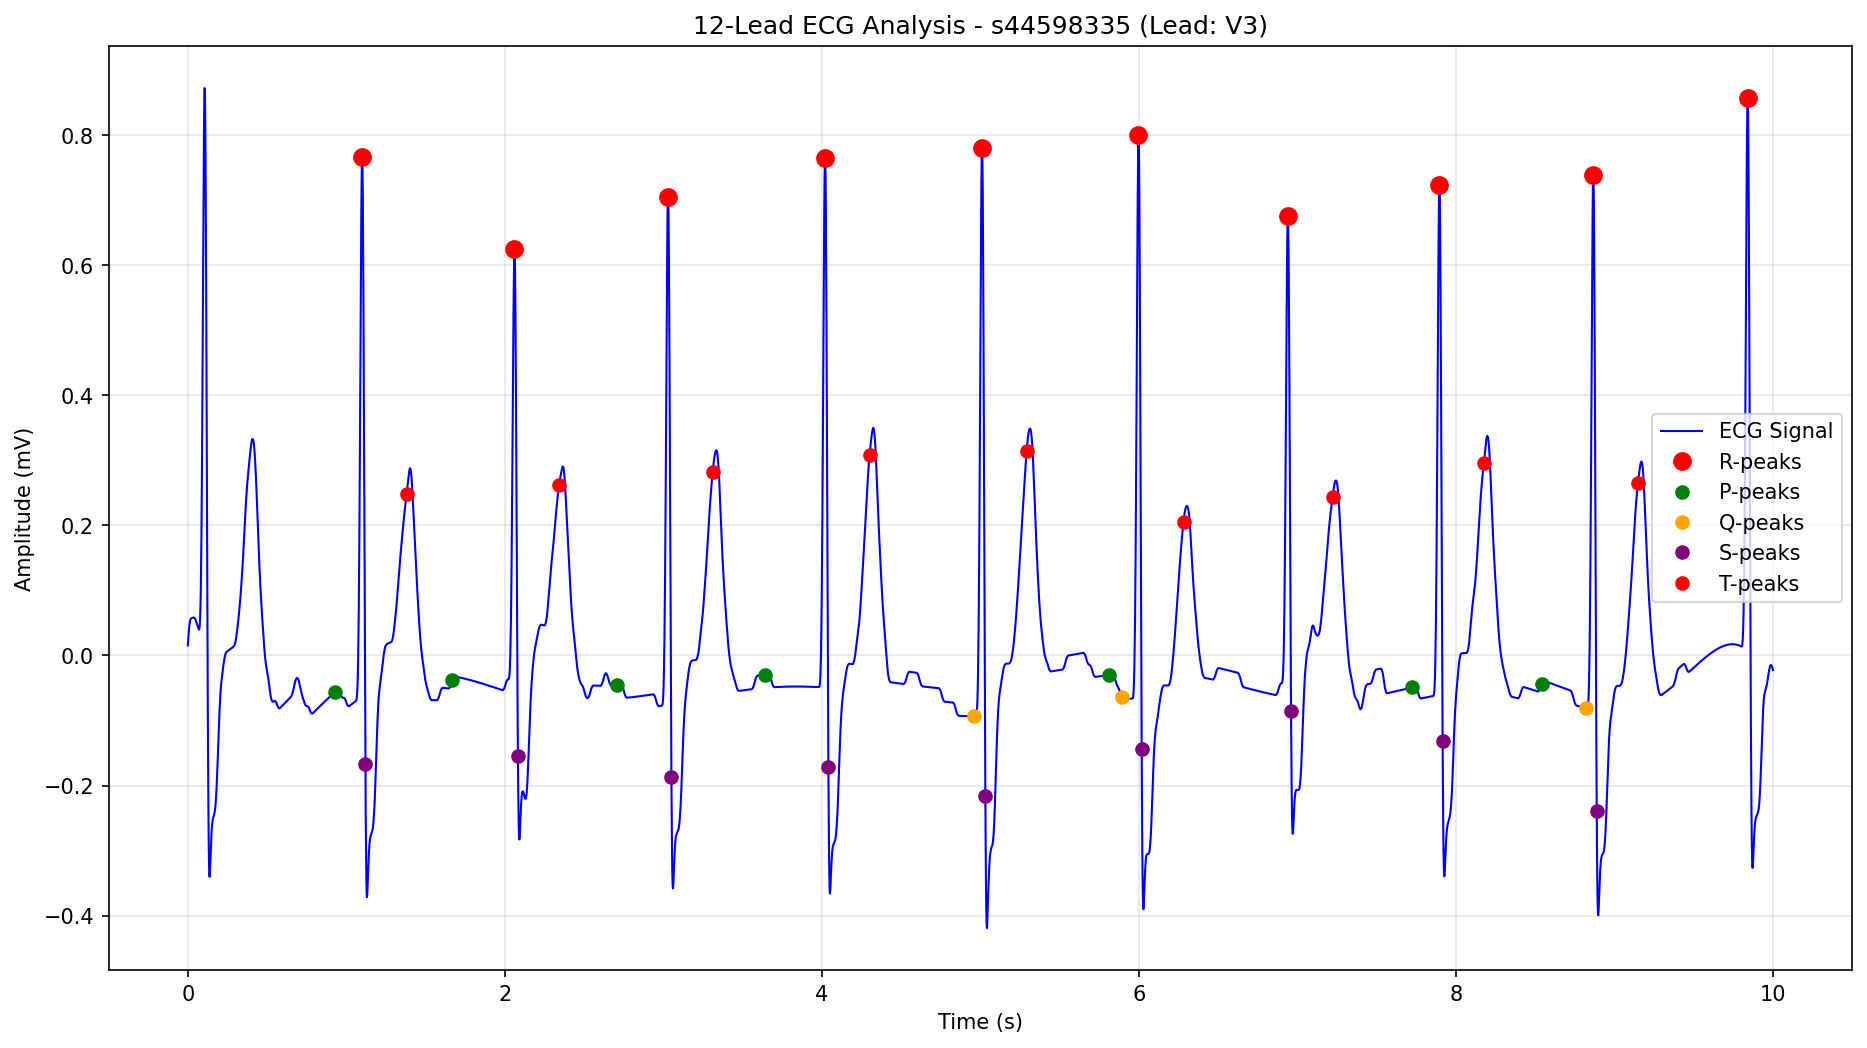 12-Lead ECG Analysis - s44598335 (Lead: V3)
Amplitude (mV)
0.8
0.6
0.4
0.2
0.0
−0.2
−0.4
ECG Signal
R-peaks
P-peaks
Q-peaks
S-peaks
T-peaks
0 2 4 6 8 10
Time (s)